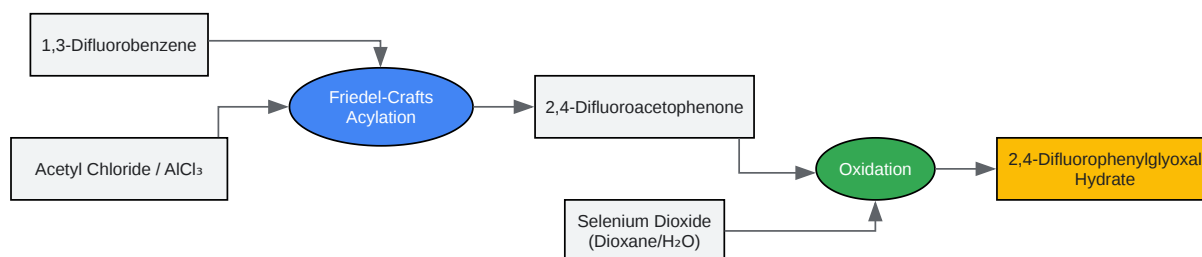 1,3-Difluorobenzene
Friedel-Crafts
Acylation
Acetyl Chloride / AlCl₃
2,4-Difluoroacetophenone
Selenium Dioxide
(Dioxane/H₂O)
Oxidation
2,4-Difluorophenylglyoxal
Hydrate